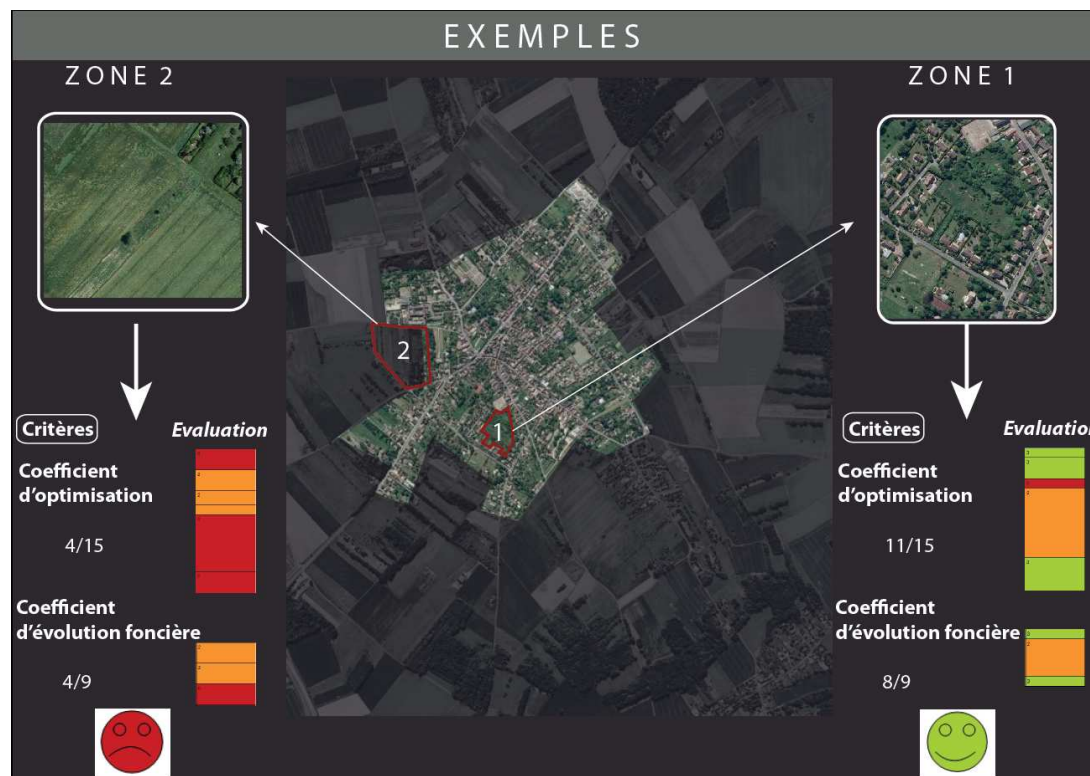 EXEMPLES
ZONE 2
ZONE 1
2
1
Critères
Evaluation
Coefficient
d'optimisation
4/15
Coefficient
d'évolution foncière
4/9
Critères
Evaluation
Coefficient
d'optimisation
11/15
Coefficient
d'évolution foncière
8/9